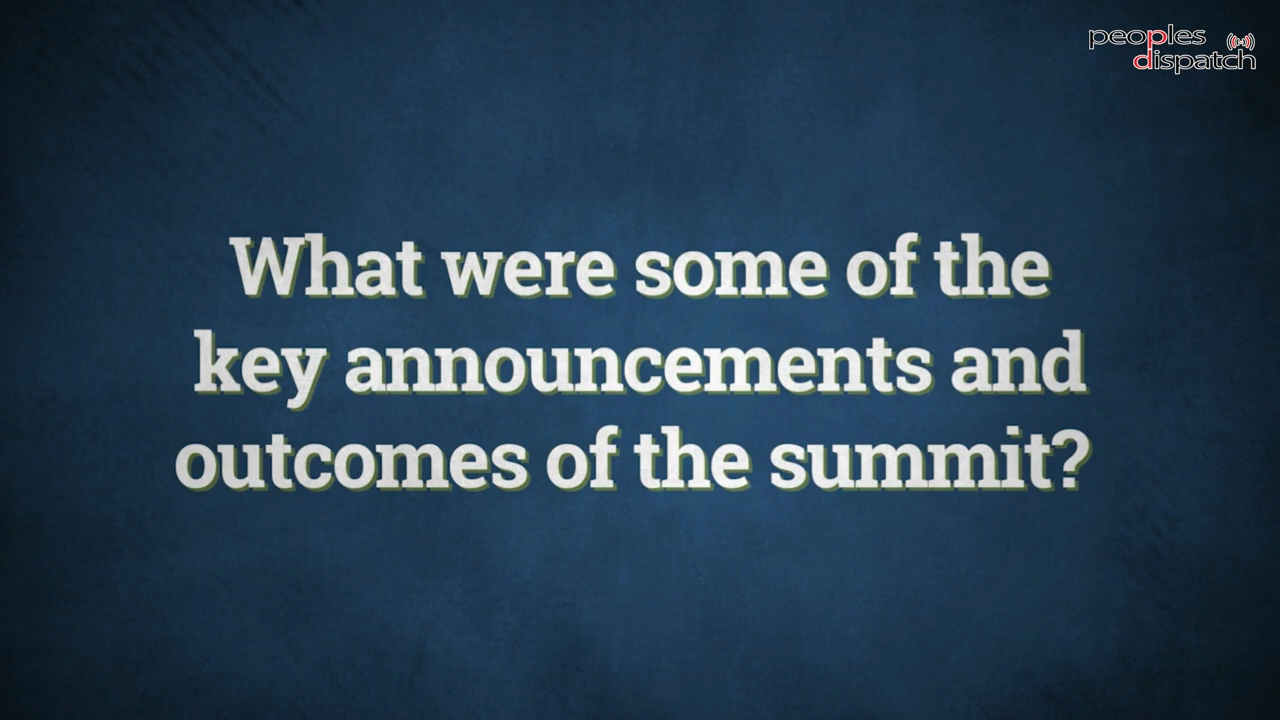 peoples
dispatch
What were some of the
key announcements and
outcomes of the summit?